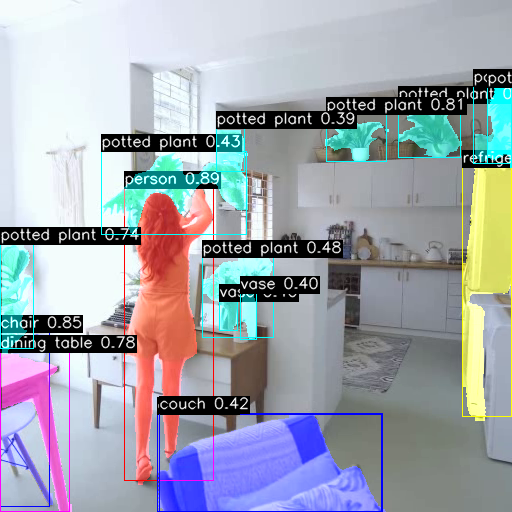 potted plant 0.39
potted plant 0.81
refrige
potted plant 0.43
person 0.89
potted plant 0.74
potted plant 0.48
vase 0.40
chair 0.85
dining table 0.78
couch 0.42